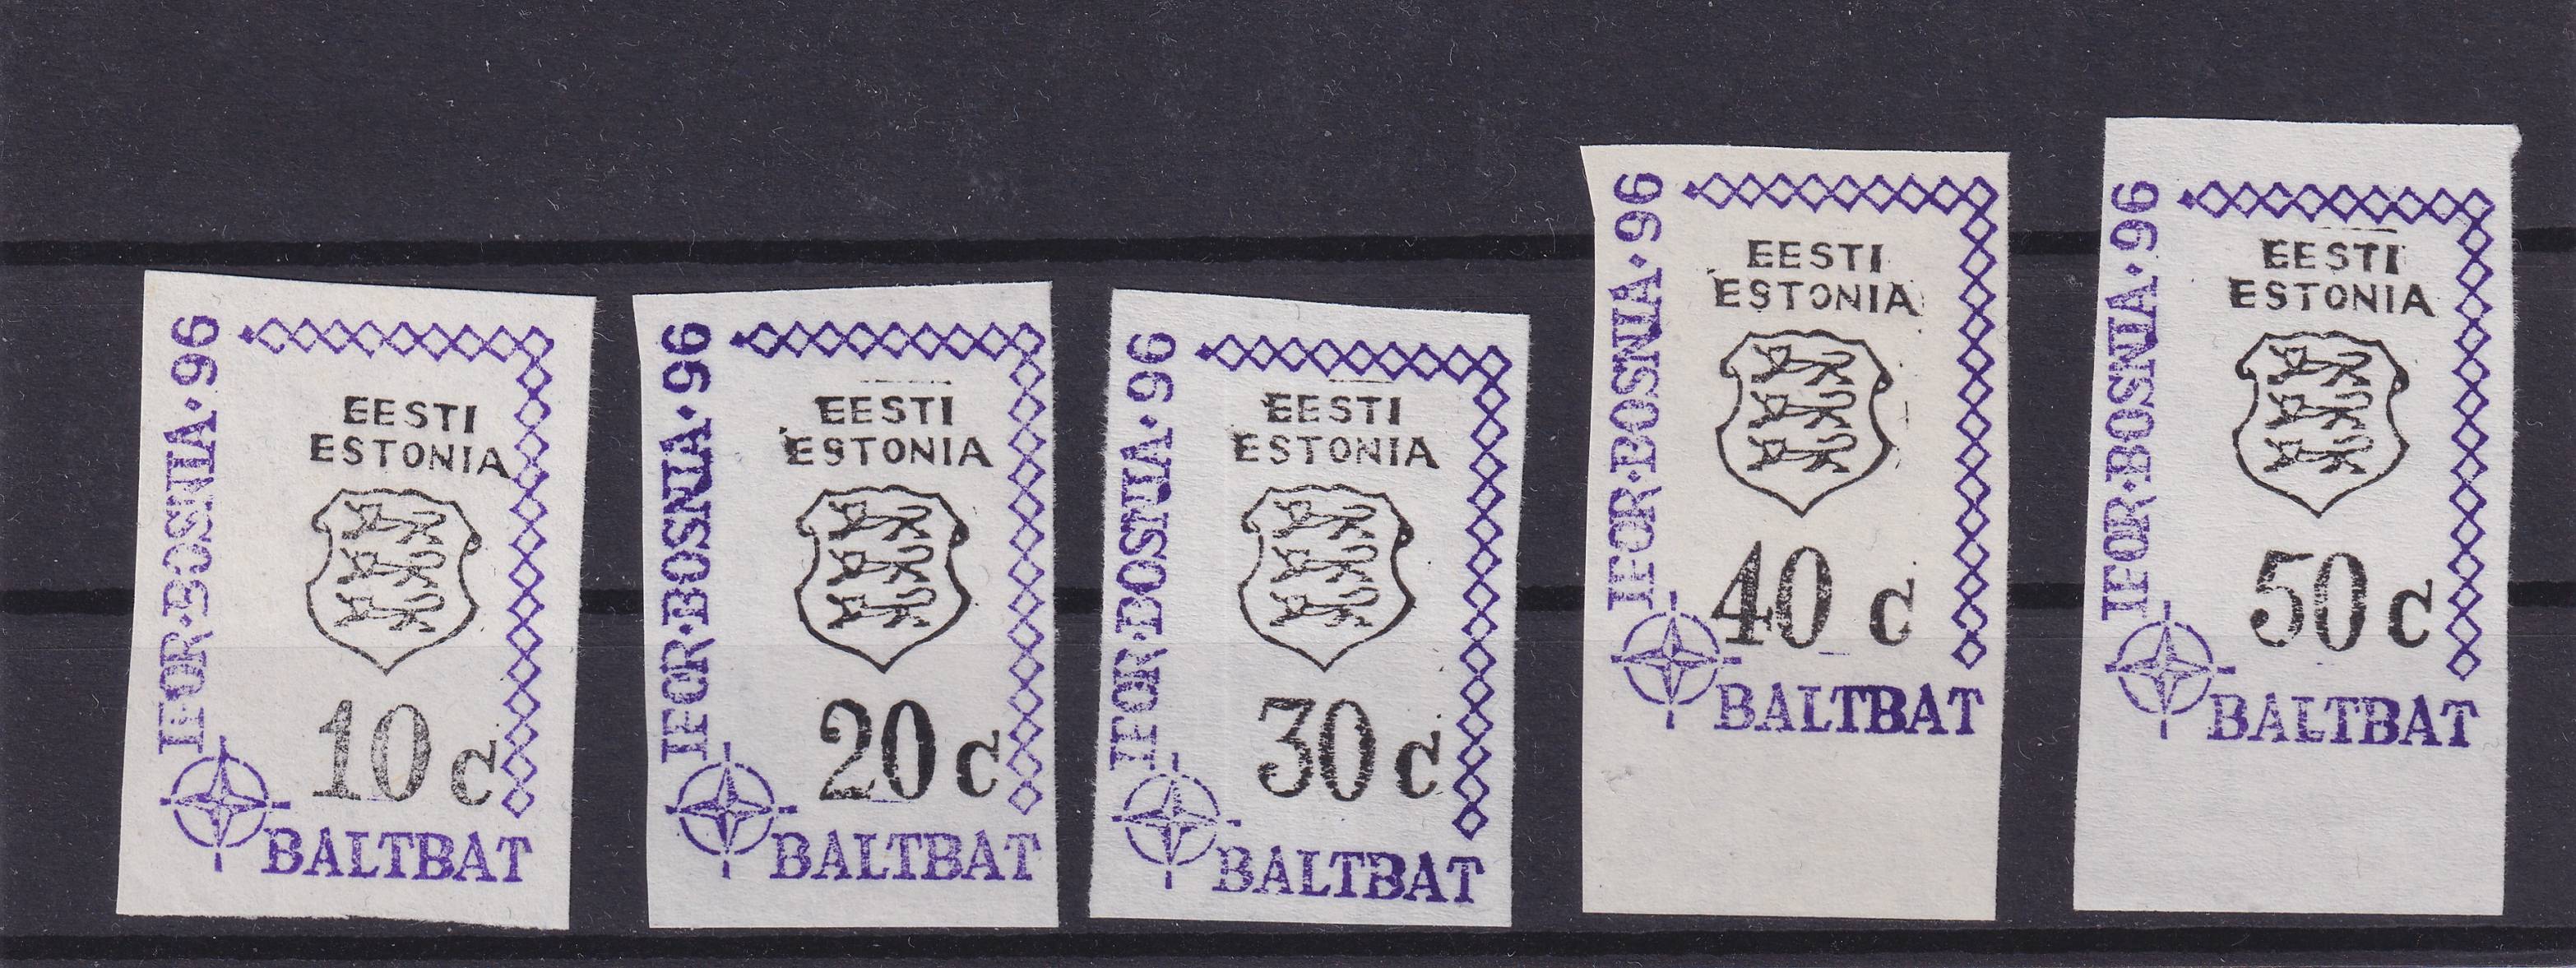 IFOR·BOSNIA·96
EESTI
ESTONIA
10 c
BALTBAT
IFOR·BOSNIA·96
EESTI
ESTONIA
20 c
BALTBAT
IFOR·BOSNIA·96
EESTI
ESTONIA
30 c
BALTBAT
IFOR·BOSNIA·96
EESTI
ESTONIA
40 c
BALTBAT
IFOR·BOSNIA·96
EESTI
ESTONIA
50 c
BALTBAT